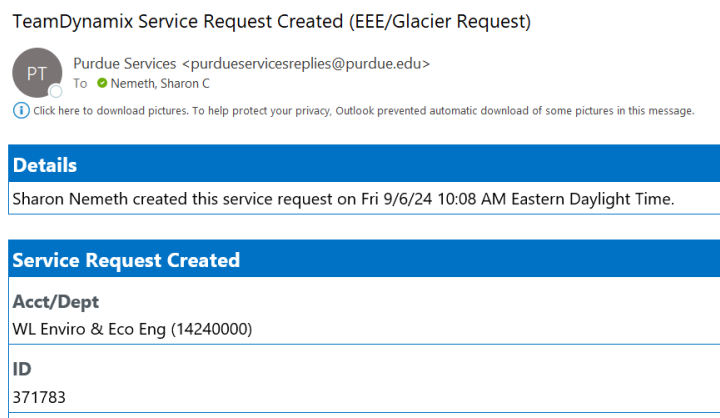 TeamDynamix Service Request Created (EEE/Glacier Request)
PT
Purdue Services <purdueservicesreplies@purdue.edu>
To Nemeth, Sharon C
Click here to download pictures. To help protect your privacy, Outlook prevented automatic download of some pictures in this message.
Details
Sharon Nemeth created this service request on Fri 9/6/24 10:08 AM Eastern Daylight Time.
Service Request Created
Acct/Dept
WL Enviro & Eco Eng (14240000)
ID
371783